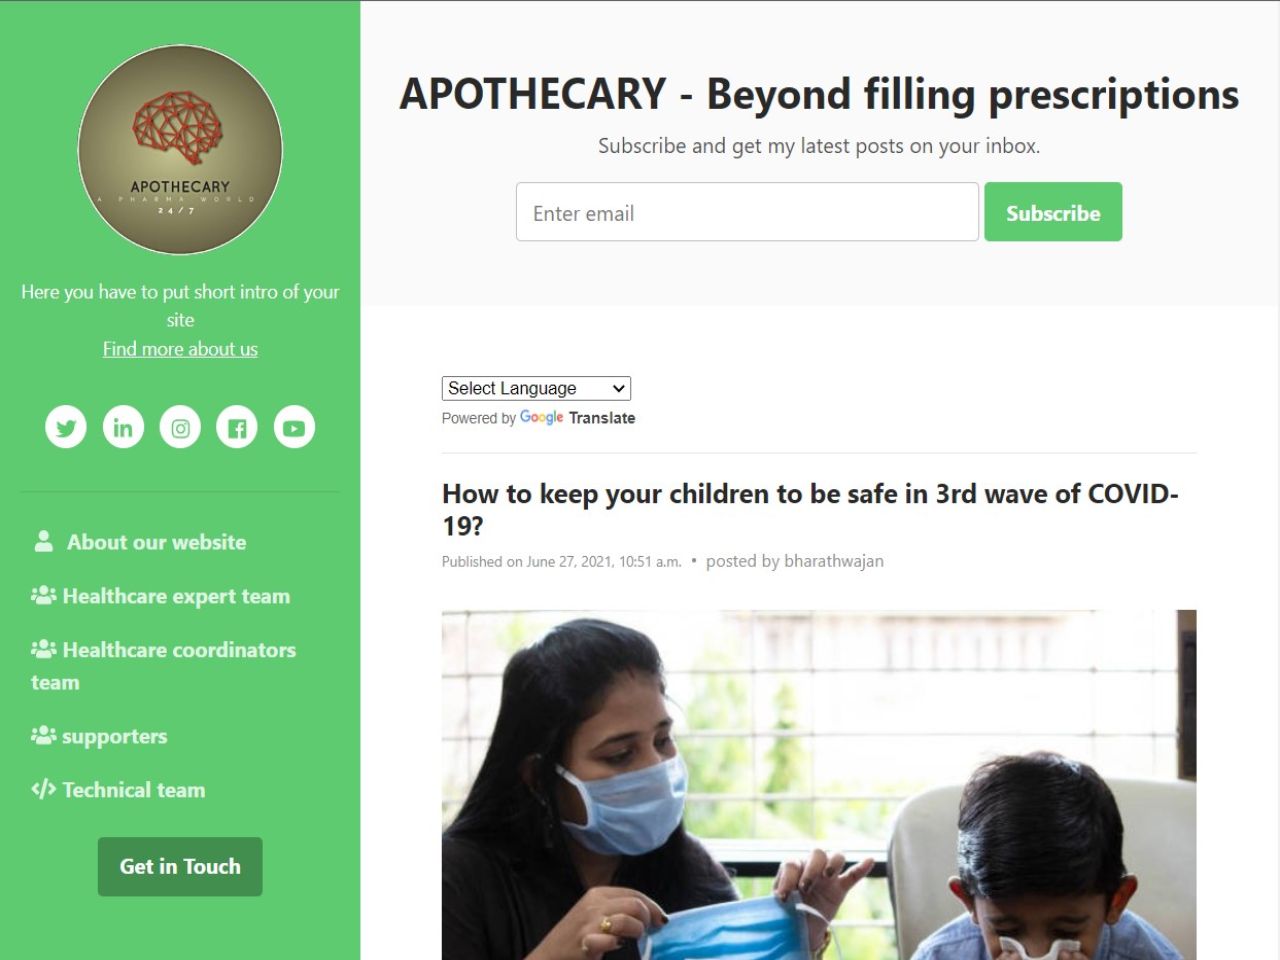 APOTHECARY
A PHARMA WORLD
24/7
Here you have to put short intro of your
site
Find more about us
About our website
Healthcare expert team
Healthcare coordinators
team
supporters
Technical team
Get in Touch
APOTHECARY - Beyond filling prescriptions
Subscribe and get my latest posts on your inbox.
Enter email
Subscribe
Select Language
Powered by Google Translate
How to keep your children to be safe in 3rd wave of COVID-
19?
Published on June 27, 2021, 10:51 a.m. • posted by bharathwajan